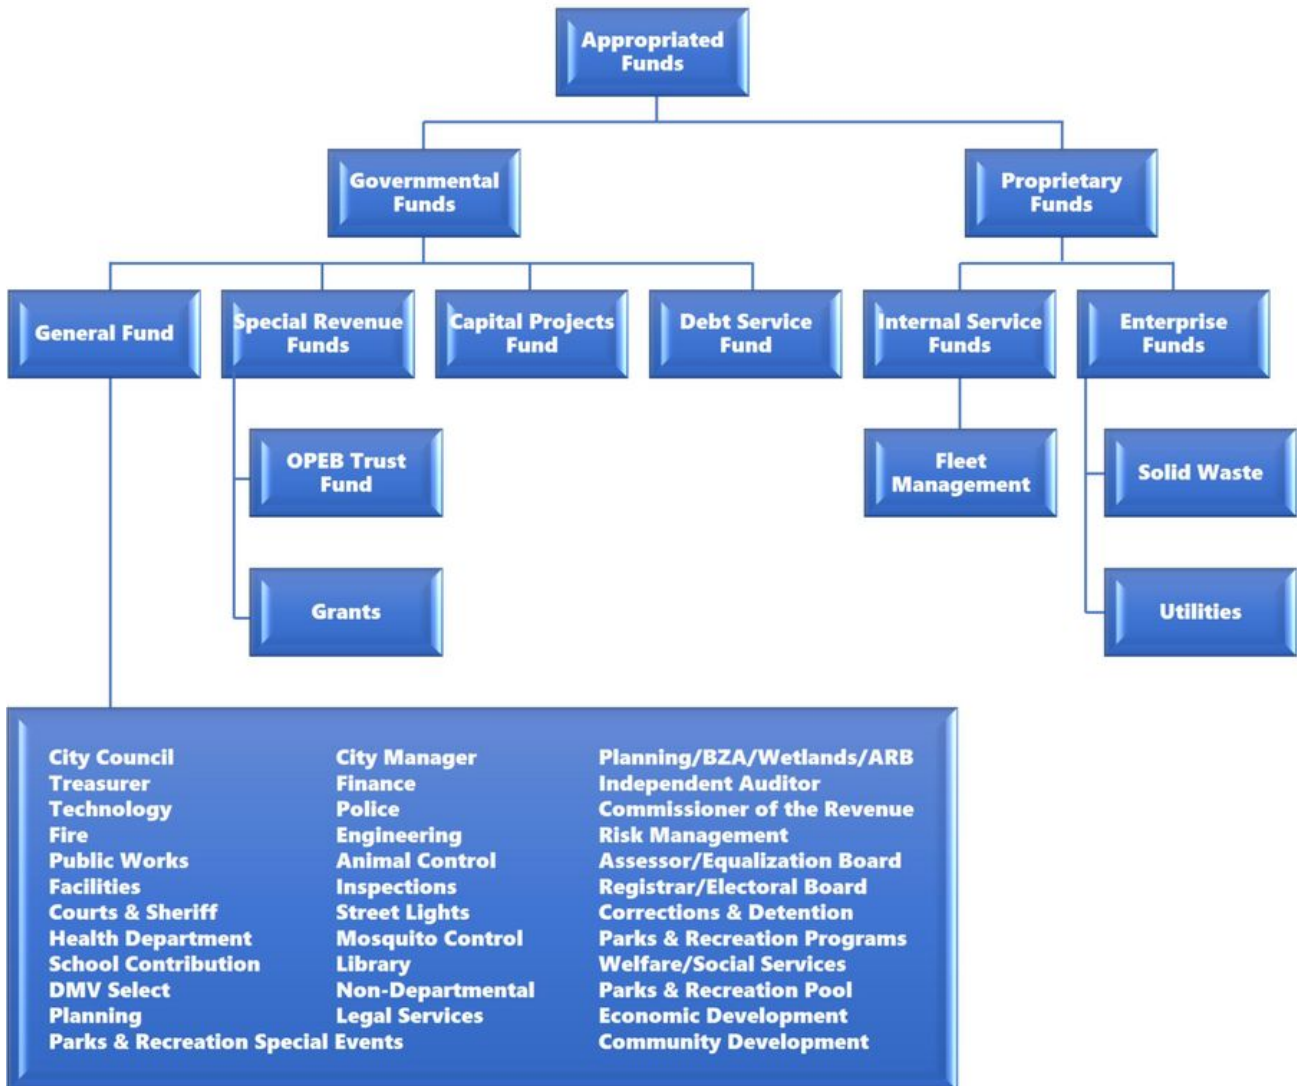 Appropriated
Funds
Governmental
Funds
Proprietary
Funds
General Fund
Special Revenue
Funds
Capital Projects
Fund
Debt Service
Fund
Internal Service
Funds
Enterprise
Funds
OPEB Trust
Fund
Fleet
Management
Solid Waste
Grants
Utilities
City Council
Treasurer
Technology
Fire
Public Works
Facilities
Courts & Sheriff
Health Department
School Contribution
DMV Select
Planning
Parks & Recreation Special Events
City Manager
Finance
Police
Engineering
Animal Control
Inspections
Street Lights
Mosquito Control
Library
Non-Departmental
Legal Services
Planning/BZA/Wetlands/ARB
Independent Auditor
Commissioner of the Revenue
Risk Management
Assessor/Equalization Board
Registrar/Electoral Board
Corrections & Detention
Parks & Recreation Programs
Welfare/Social Services
Parks & Recreation Pool
Economic Development
Community Development